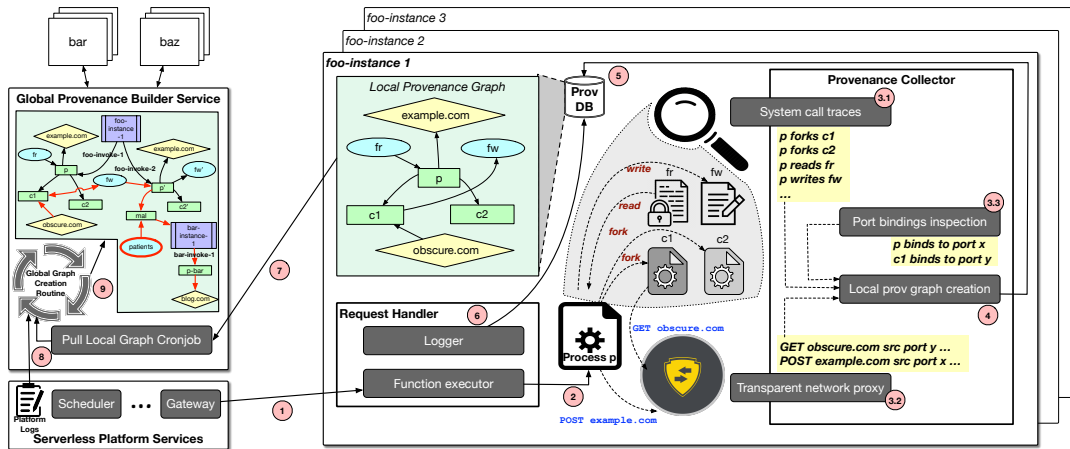 foo-instance 3
foo-instance 2
foo-instance 1
bar
baz
Global Provenance Builder Service
foo-
instance
-1
example.com
example.com
foo-invoke-1
foo-invoke-2
fr
p
fw
p'
fw'
c1
c2
c2'
mal
obscure.com
bar-
instance-
1
patients
bar-invoke-1
p-bar
blog.com
Global Graph
Creation
Routine
9
7
8
Pull Local Graph Cronjob
Platform
Logs
Scheduler
...
Gateway
Serverless Platform Services
1
Local Provenance Graph
example.com
fr
fw
p
c1
c2
obscure.com
Prov
DB
5
Request Handler
6
Logger
Function executor
2
Process p
write
read
fork
fork
fr
fw
c1
c2
GET obscure.com
POST example.com
Provenance Collector
System call traces
3.1
p forks c1
p forks c2
p reads fr
p writes fw
...
3.3
Port bindings inspection
p binds to port x
c1 binds to port y
Local prov graph creation
4
GET obscure.com src port y ...
POST example.com src port x ...
Transparent network proxy
3.2